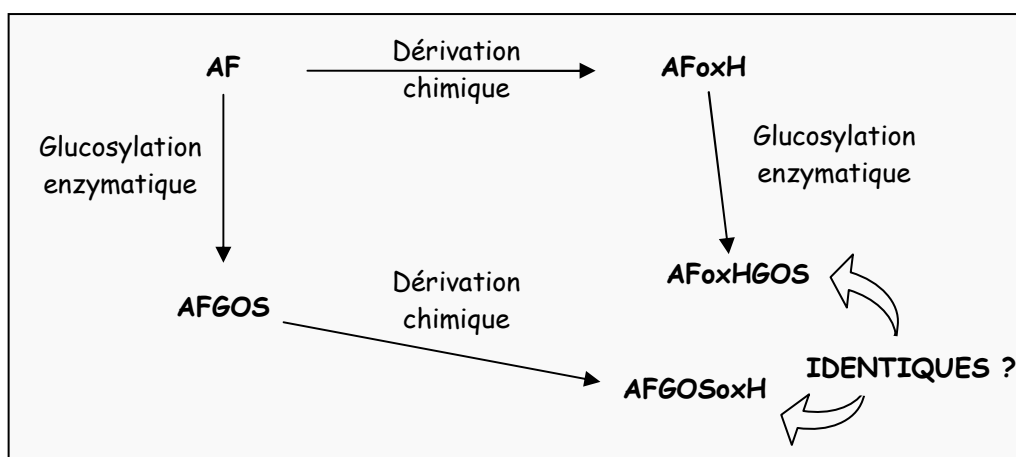 AF
Dérivation
chimique
AFoxH
Glucosylation
enzymatique
Glucosylation
enzymatique
AFoxHGOS
AFGOS
Dérivation
chimique
AFGOSoxH
IDENTIQUES ?